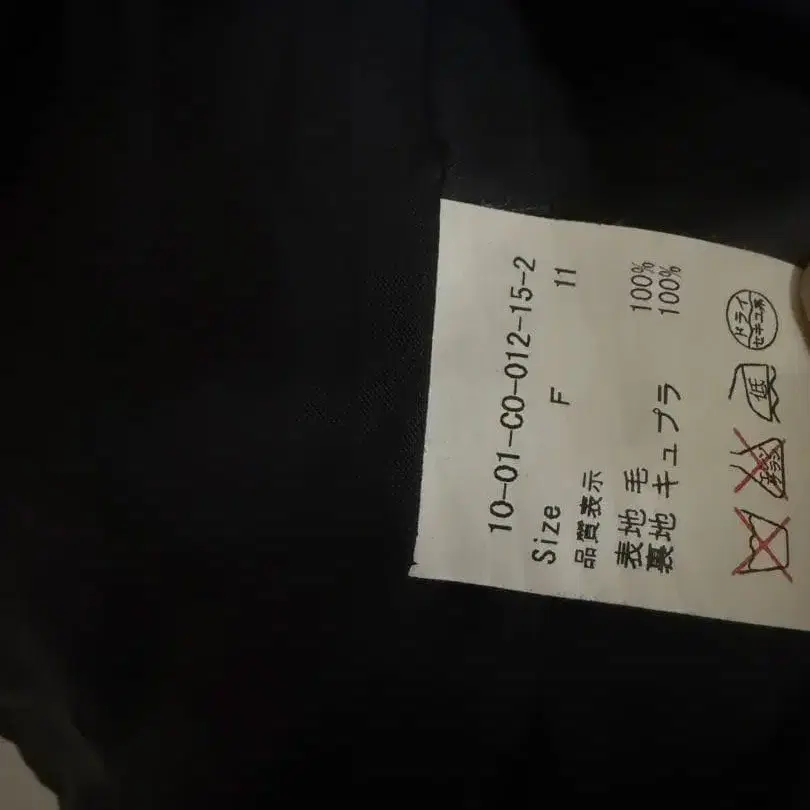 10-01-CO-012-15-2
Size F 11
品質表示
表地 毛 100%
裏地 キュプラ 100%
低
ドライ
セキユ系